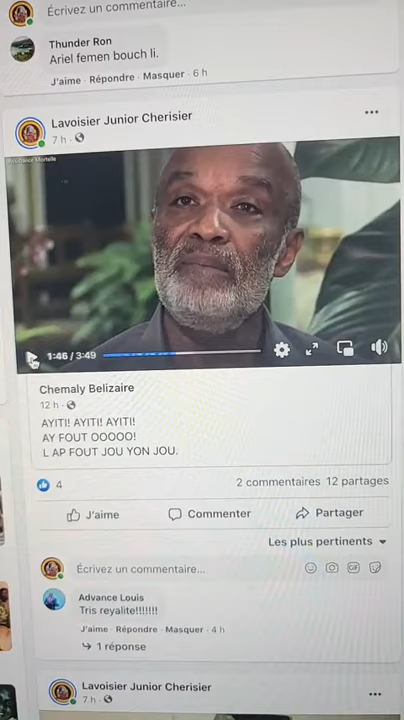 Écrivez un commentaire...
Thunder Ron
Ariel femen bouch li.
J'aime · Répondre · Masquer · 6 h
Lavoisier Junior Cherisier
7 h ·
1:46 / 3:49
Chemaly Belizaire
12 h ·
AYITI! AYITI! AYITI!
AY FOUT OOOOO!
L AP FOUT JOU YON JOU.
4
2 commentaires 12 partages
J'aime
Commenter
Partager
Les plus pertinents
Écrivez un commentaire...
GIF
Advance Louis
Tris reyalite!!!!!!!
J'aime · Répondre · Masquer · 4 h
1 réponse
Lavoisier Junior Cherisier
7 h ·